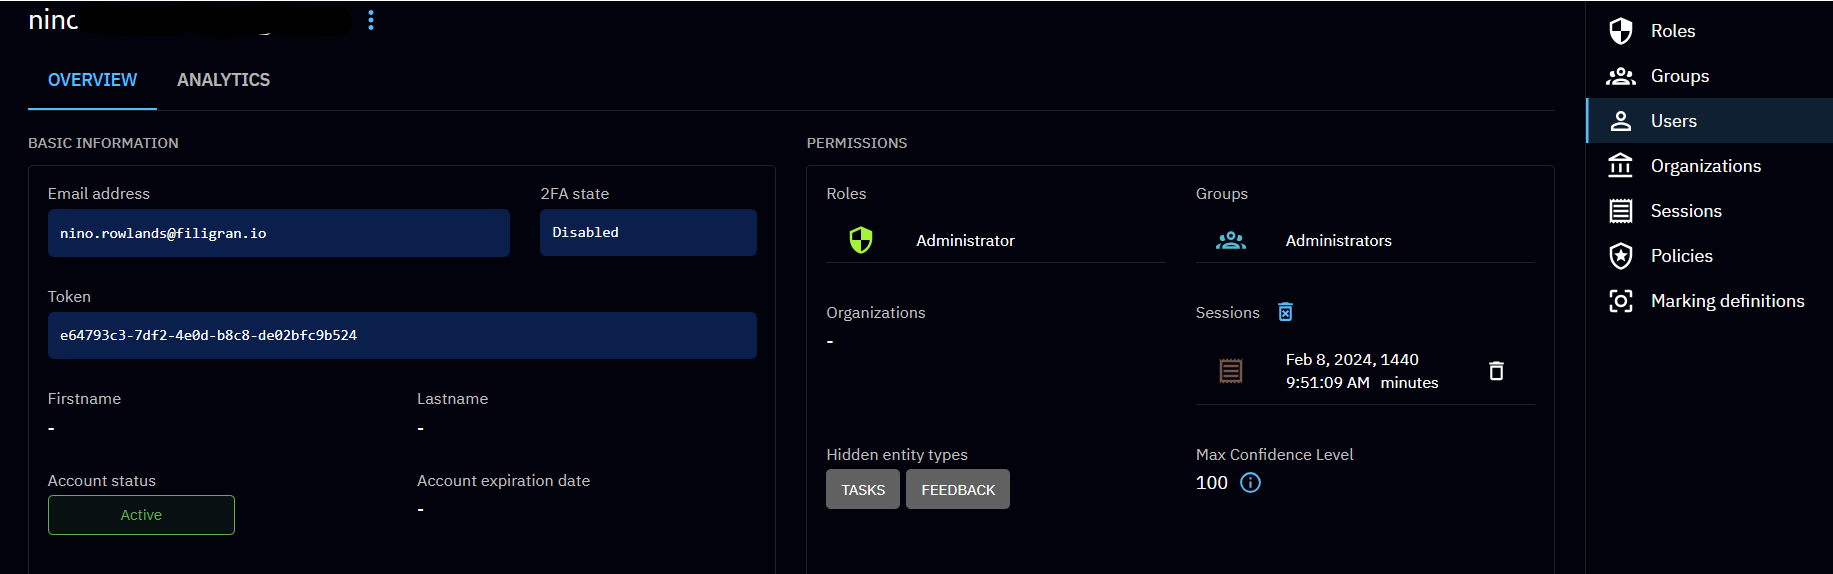 ninc
OVERVIEW ANALYTICS
BASIC INFORMATION
Email address
nino.rowlands@filigran.io
2FA state
Disabled
Token
e64793c3-7df2-4e0d-b8c8-de02bfc9b524
Firstname
-
Lastname
-
Account status
Active
Account expiration date
-
PERMISSIONS
Roles
Administrator
Groups
Administrators
Organizations
-
Sessions
Feb 8, 2024, 1440
9:51:09 AM minutes
Hidden entity types
TASKS FEEDBACK
Max Confidence Level
100
Roles
Groups
Users
Organizations
Sessions
Policies
Marking definitions